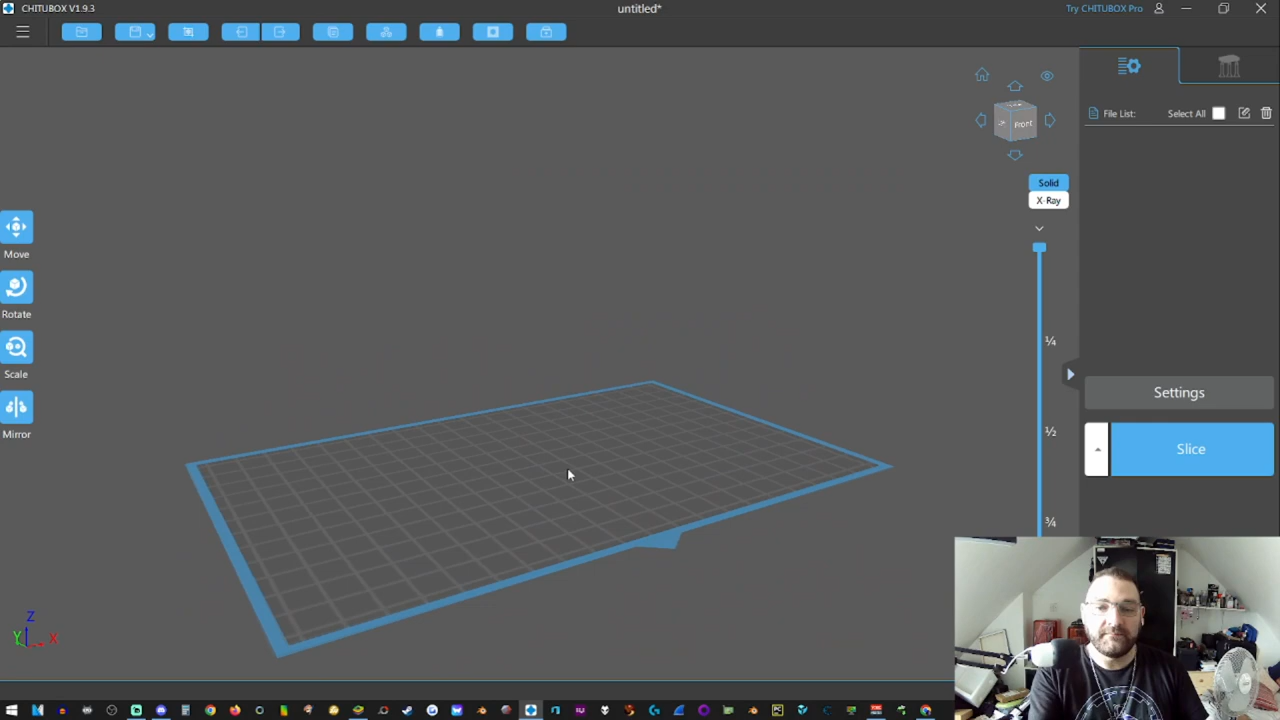 CHITUBOX V1.9.3
untitled*
Try CHITUBOX Pro
File List:
Select All
Front
Solid
X-Ray
Move
Rotate
Scale
Mirror
¼
½
¾
Settings
Slice
Z
Y
X